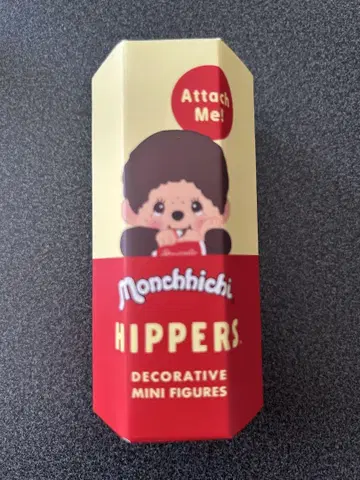 Attach
Me!
Monchhichi
HIPPERS
DECORATIVE
MINI FIGURES